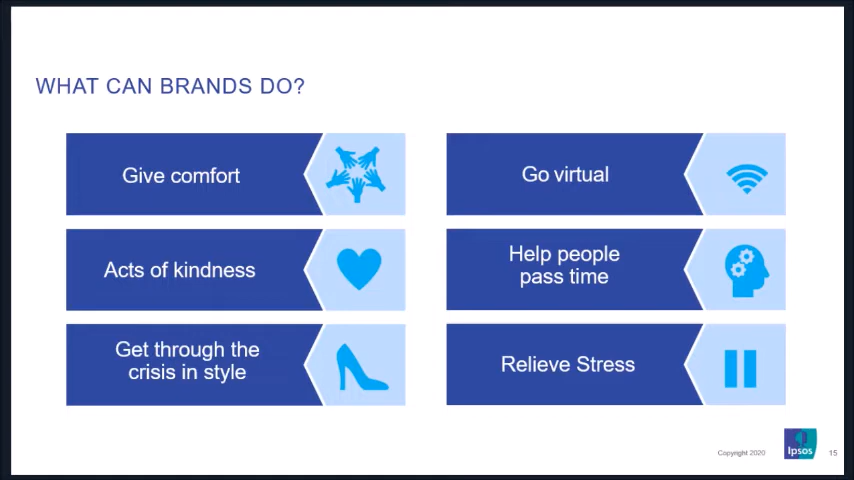 WHAT CAN BRANDS DO?
Give comfort
Acts of kindness
Get through the
crisis in style
Go virtual
Help people
pass time
Relieve Stress
Copyright 2020
Ipsos
15